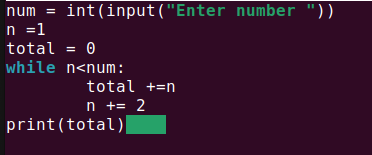 num = int(input("Enter number "))
n =1
total = 0
while n<num:
        total +=n
        n += 2
print(total)